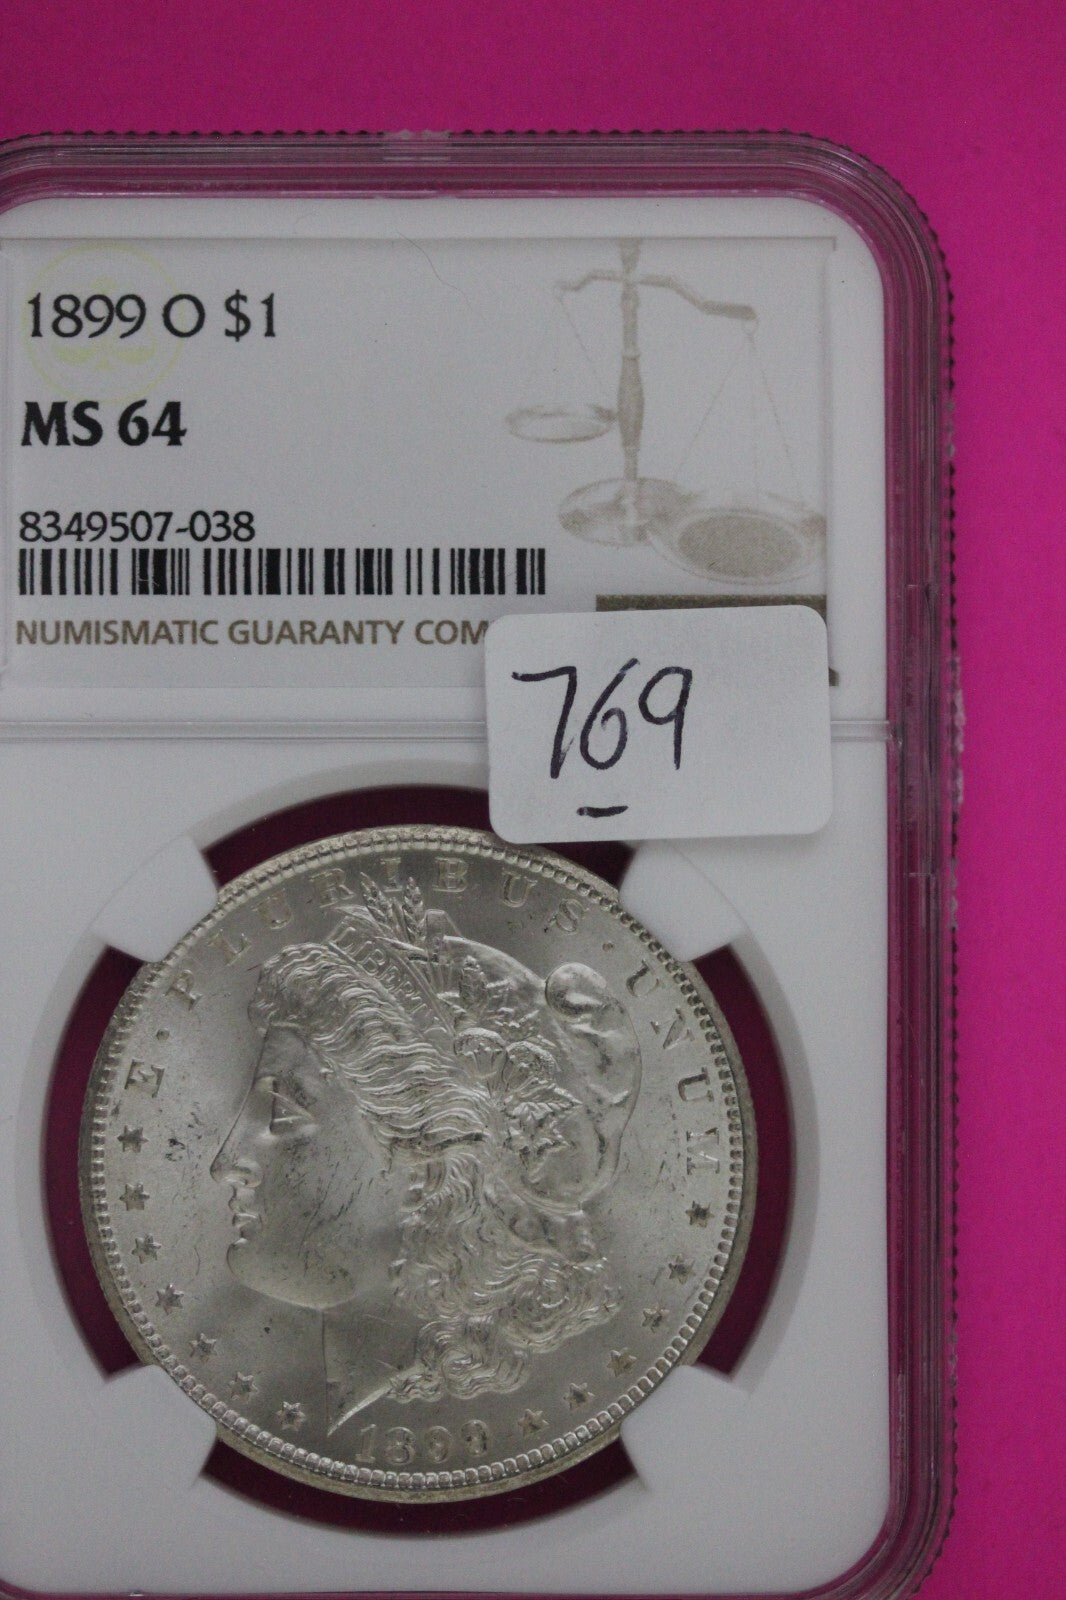 1899 O $1
MS 64
8349507-038
NUMISMATIC GUARANTY COM
769
E·PLURIBUS·UNUM
LIBERTY
1899